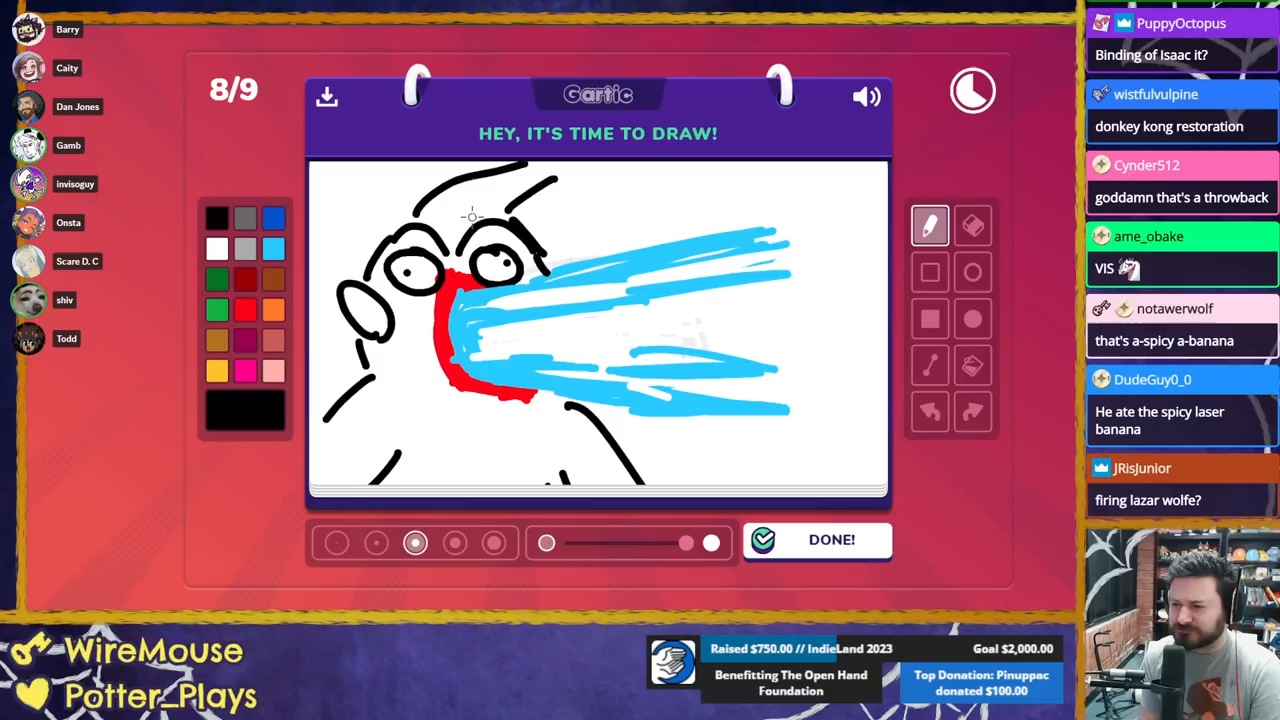 Barry
Caity
Dan Jones
Gamb
invisoguy
Onsta
Scare D. C
shiv
Todd
8/9
Gartic
HEY, IT'S TIME TO DRAW!
DONE!
PuppyOctopus
Binding of Isaac it?
wistfulvulpine
donkey kong restoration
Cynder512
goddamn that's a throwback
ame_obake
VIS
notawerwolf
that's a-spicy a-banana
DudeGuy0_0
He ate the spicy laser
banana
JRisJunior
firing lazar wolfe?
WireMouse
Potter_Plays
Raised $750.00 // IndieLand 2023
Goal $2,000.00
Benefitting The Open Hand
Foundation
Top Donation: Pinuppac
donated $100.00